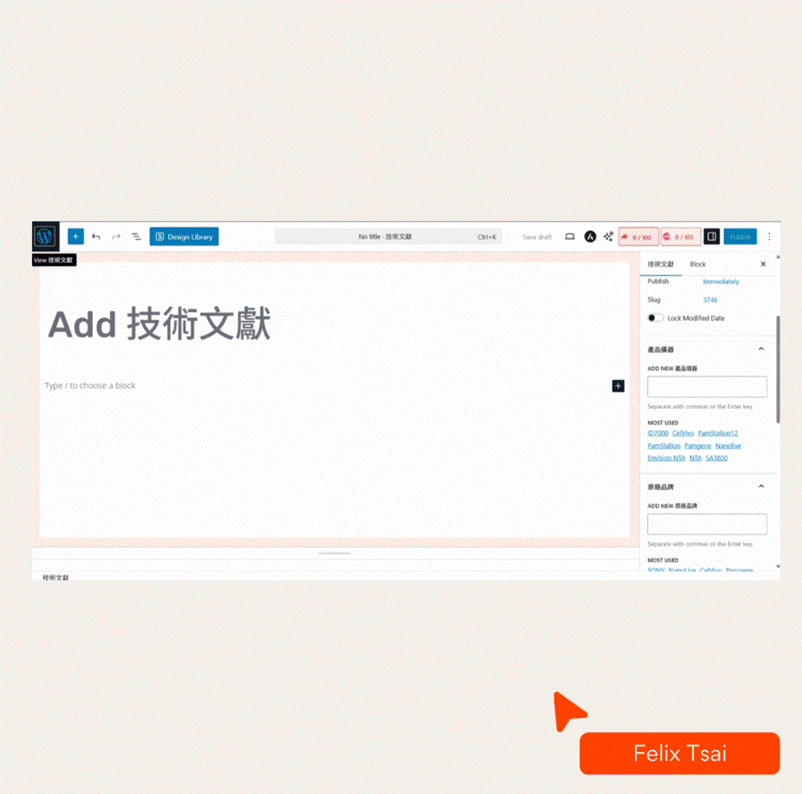 Design Library
No title · 技術文獻
Ctrl+K
Save draft
0 / 100
0 / 100
Publish
View 技術文獻
Add 技術文獻
Type / to choose a block
技術文獻
Block
Publish
Immediately
Slug
3746
Lock Modified Date
產品儀器
ADD NEW 產品儀器
Separate with commas or the Enter key.
MOST USED
ID7000 CellVivo PamStation12
PamStation Pamgene Nanolive
Envision NTA NTA SA3800
原廠品牌
ADD NEW 原廠品牌
Separate with commas or the Enter key.
MOST USED
SONY NanoLive CellVivo Pamgene
技術文獻
Felix Tsai